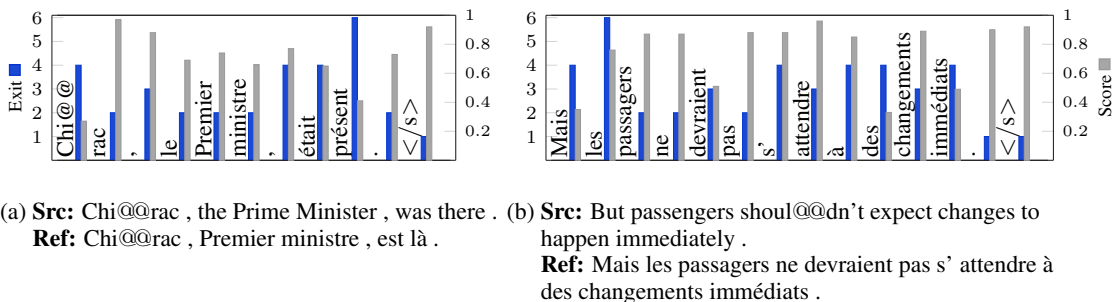 6
5
4
3
2
1
Exit
Chi@@
rac
,
le
Premier
ministre
,
était
présent
.
</s>
1
0.8
0.6
0.4
0.2
6
5
4
3
2
1
Mais
les
passagers
ne
devraient
pas
s'
attendre
à
des
changements
immédiats
.
</s>
1
0.8
0.6
0.4
0.2
Score
(a) Src: Chi@@rac , the Prime Minister , was there .
Ref: Chi@@rac , Premier ministre , est là .
(b) Src: But passengers shoul@@dn't expect changes to
happen immediately .
Ref: Mais les passagers ne devraient pas s' attendre à
des changements immédiats .